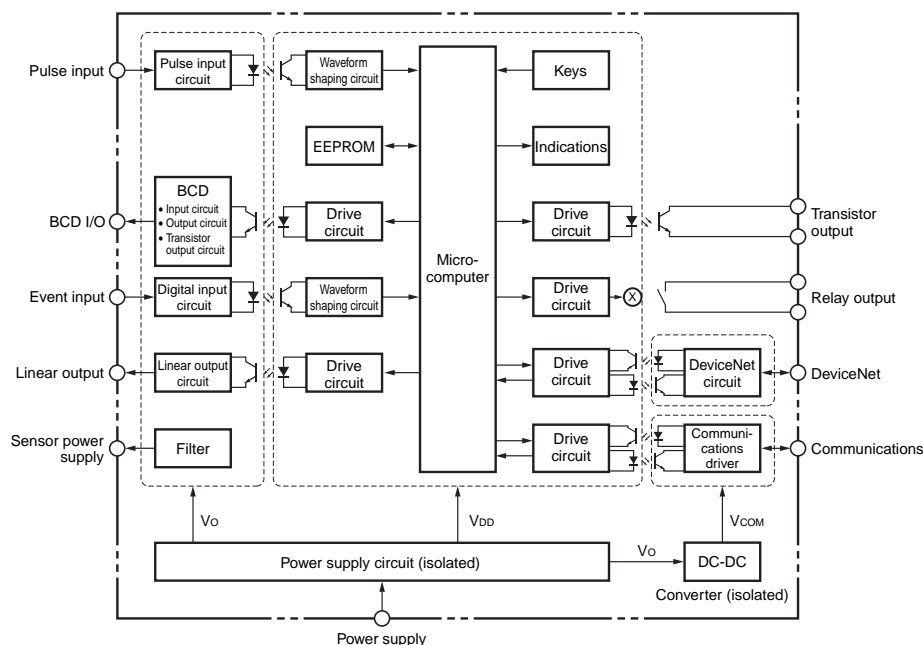 Pulse input
Pulse input
circuit
Waveform
shaping circuit
Keys
EEPROM
Indications
BCD I/O
BCD
• Input circuit
• Output circuit
• Transistor
output circuit
Drive
circuit
Micro-
computer
Drive
circuit
Transistor
output
Event input
Digital input
circuit
Waveform
shaping circuit
Drive
circuit
X
Relay output
Linear output
Linear output
circuit
Drive
circuit
Drive
circuit
DeviceNet
circuit
DeviceNet
Sensor power
supply
Filter
Drive
circuit
Communi-
cations
driver
Communications
VO
VDD
VCOM
Power supply circuit (isolated)
VO
DC-DC
Converter (isolated)
Power supply